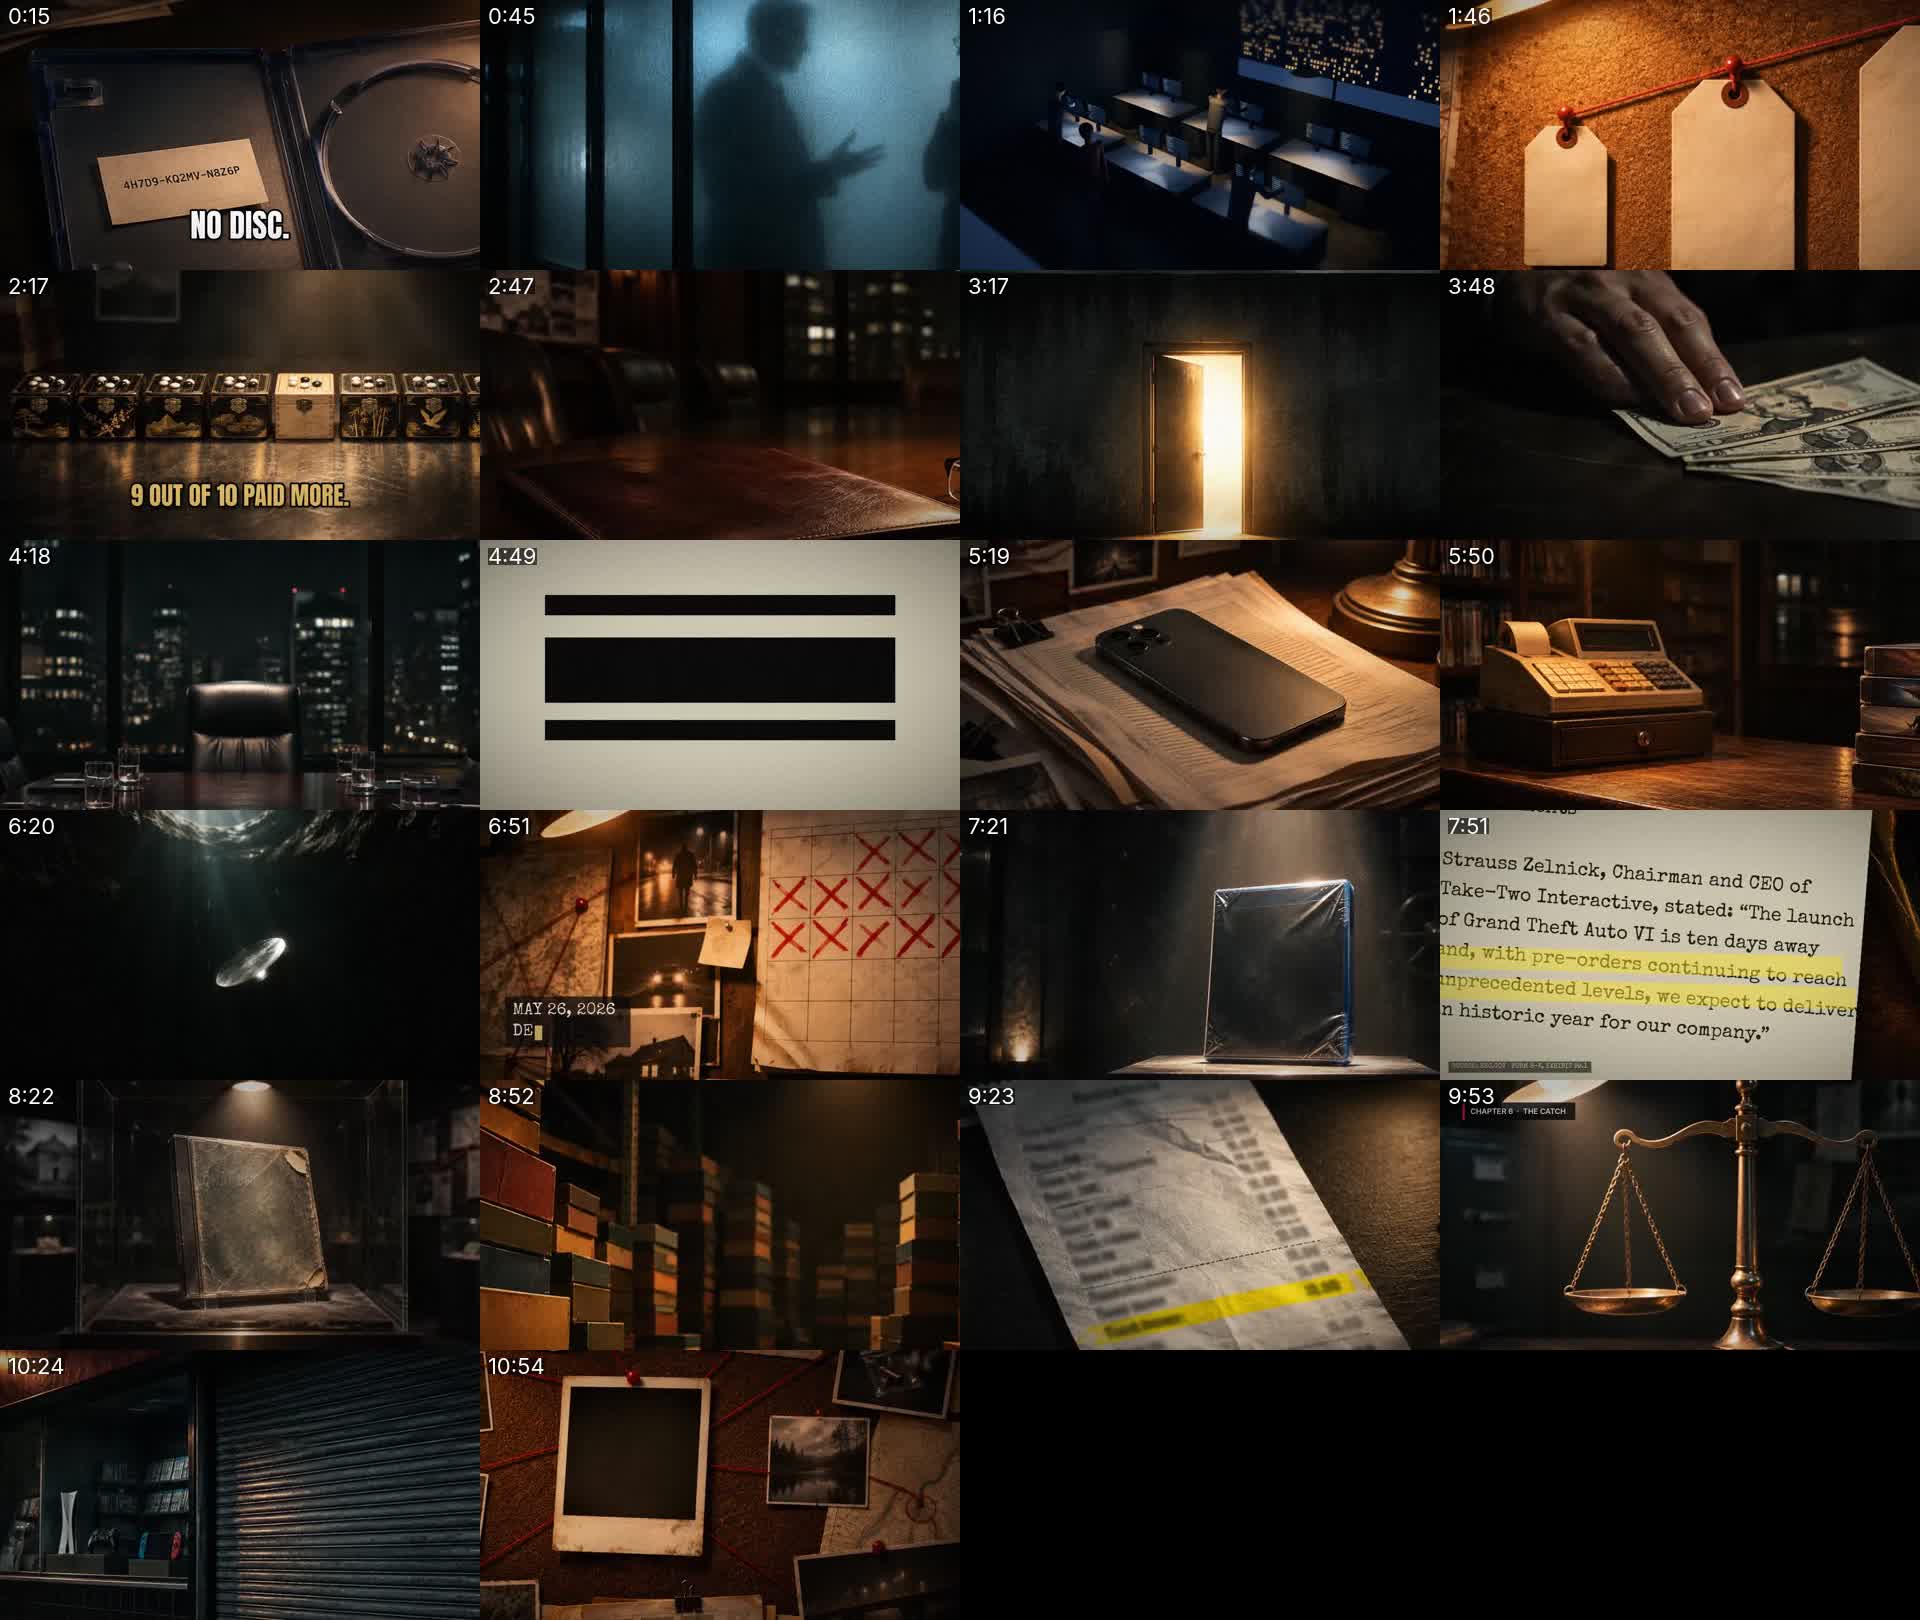 0:15
4H7D9-KQ2MV-N8Z6P
NO DISC.
0:45
1:16
1:46
2:17
9 OUT OF 10 PAID MORE.
2:47
3:17
3:48
4:18
4:49
5:19
5:50
6:20
6:51
MAY 26, 2026
DE
7:21
7:51
Strauss Zelnick, Chairman and CEO of
Take-Two Interactive, stated: “The launch
of Grand Theft Auto VI is ten days away
and, with pre-orders continuing to reach
unprecedented levels, we expect to deliver
n historic year for our company.”
8:22
8:52
9:23
9:53
CHAPTER 6 - THE CATCH
10:24
10:54